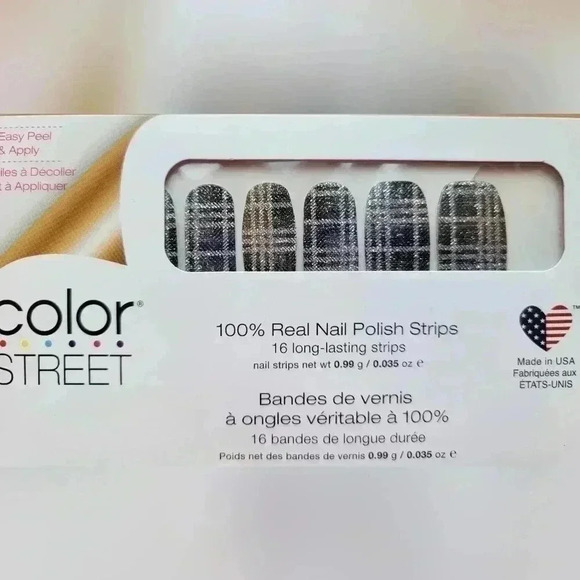 Easy Peel
& Apply
à Appliquer
color®
STREET
100% Real Nail Polish Strips
16 long-lasting strips
nail strips net wt 0.99 g / 0.035 oz ℮
Bandes de vernis
à ongles véritable à 100%
16 bandes de longue durée
Poids net des bandes de vernis 0.99 g / 0.035 oz ℮
™
Made in USA
Fabriquées aux
ÉTATS-UNIS